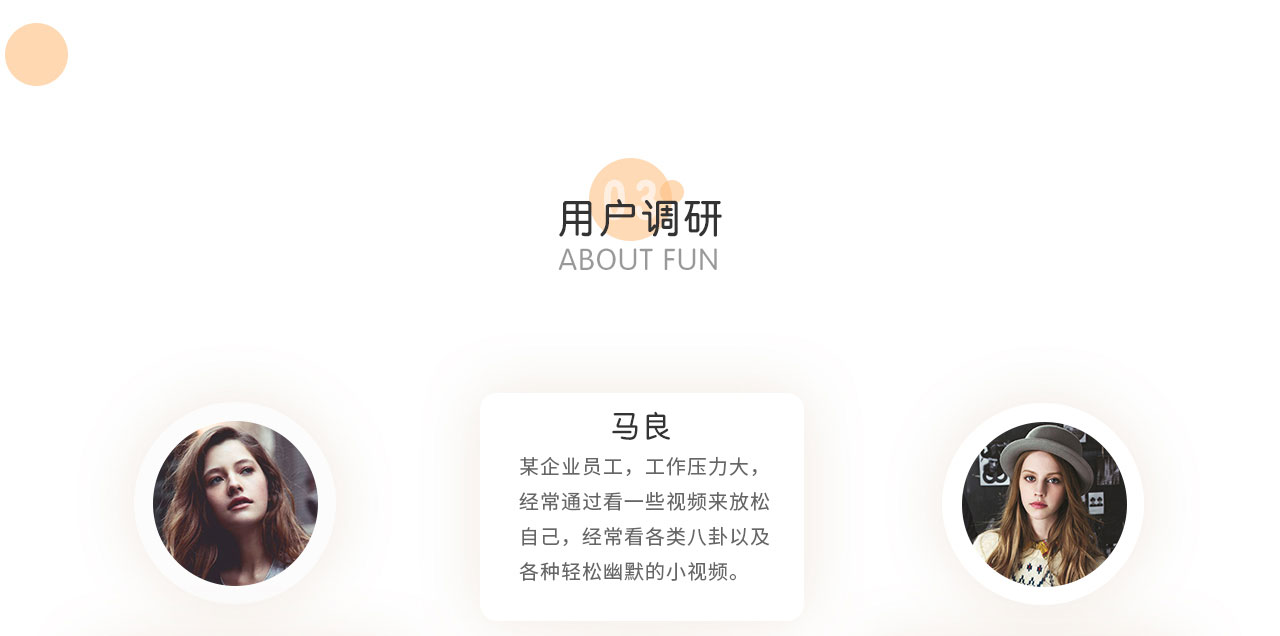 03
用户调研
ABOUT FUN
马良
某企业员工，工作压力大，
经常通过看一些视频来放松
自己，经常看各类八卦以及
各种轻松幽默的小视频。